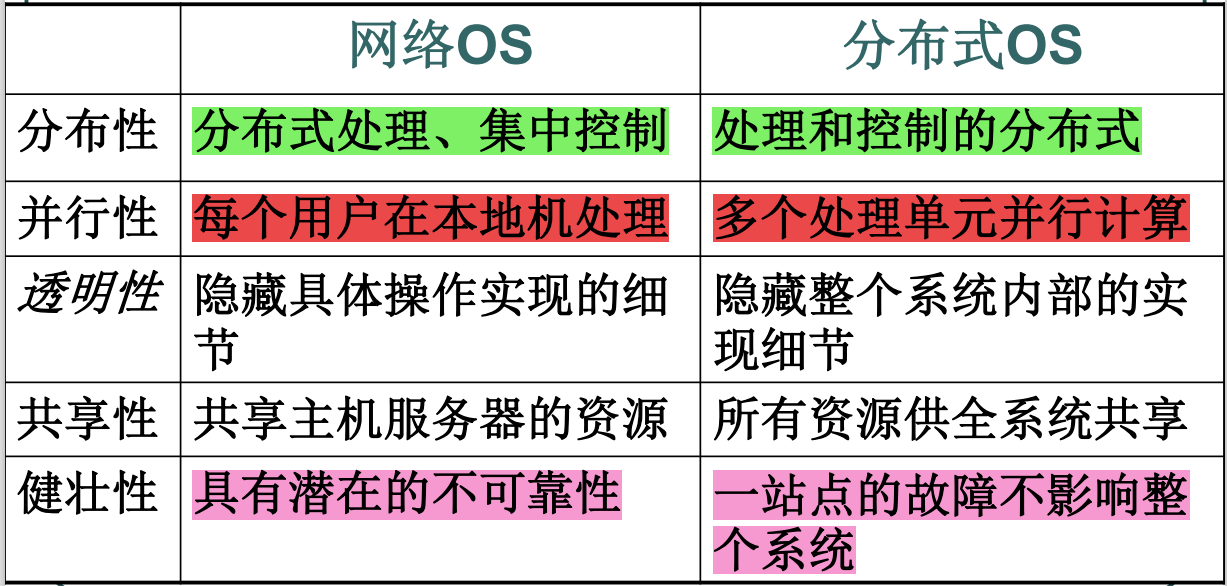 网络OS 分布式OS
分布性 分布式处理、集中控制 处理和控制的分布式
并行性 每个用户在本地机处理 多个处理单元并行计算
透明性 隐藏具体操作实现的细 隐藏整个系统内部的实
节 现细节
共享性 共享主机服务器的资源 所有资源供全系统共享
健壮性 具有潜在的不可靠性 一站点的故障不影响整
个系统